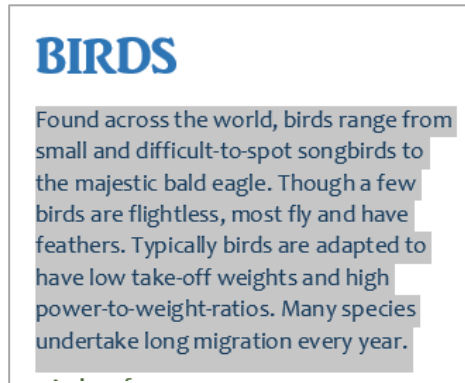 BIRDS
Found across the world, birds range from
small and difficult-to-spot songbirds to
the majestic bald eagle. Though a few
birds are flightless, most fly and have
feathers. Typically birds are adapted to
have low take-off weights and high
power-to-weight-ratios. Many species
undertake long migration every year.